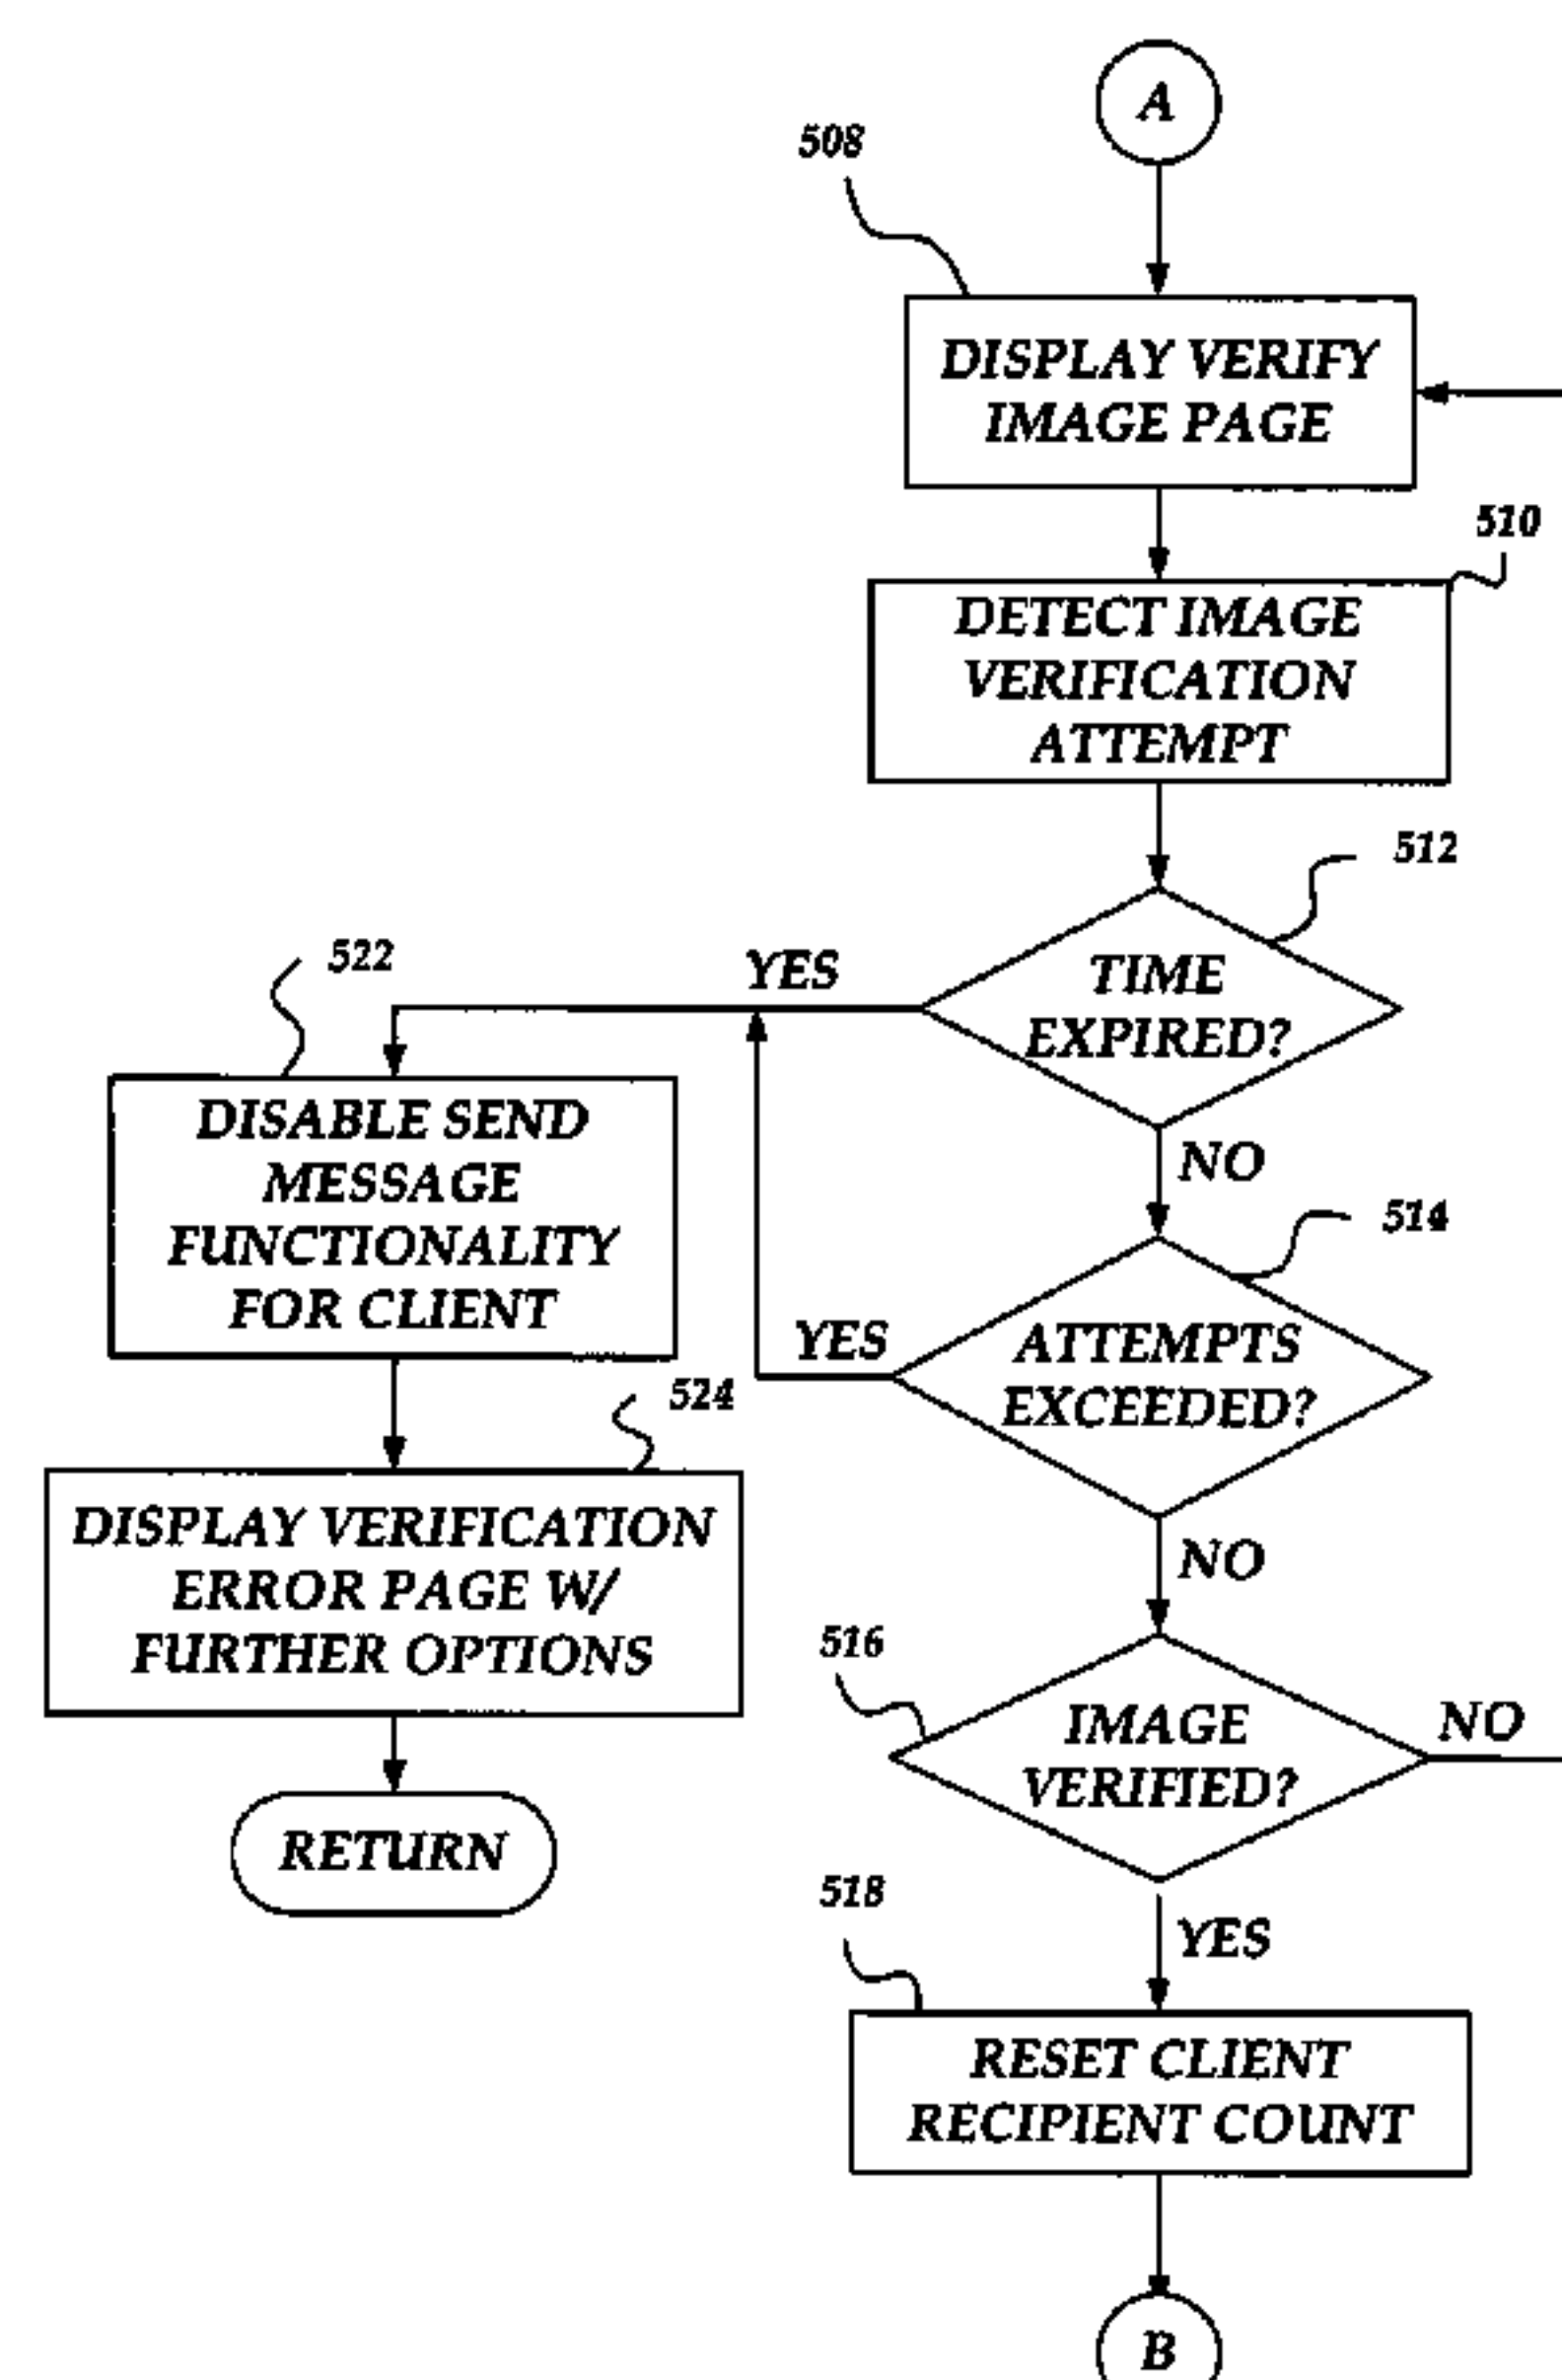 A
508
DISPLAY VERIFY
IMAGE PAGE
510
DETECT IMAGE
VERIFICATION
ATTEMPT
512
TIME
EXPIRED?
YES
NO
522
DISABLE SEND
MESSAGE
FUNCTIONALITY
FOR CLIENT
514
ATTEMPTS
EXCEEDED?
YES
NO
524
DISPLAY VERIFICATION
ERROR PAGE W/
FURTHER OPTIONS
RETURN
516
IMAGE
VERIFIED?
NO
YES
518
RESET CLIENT
RECIPIENT COUNT
B